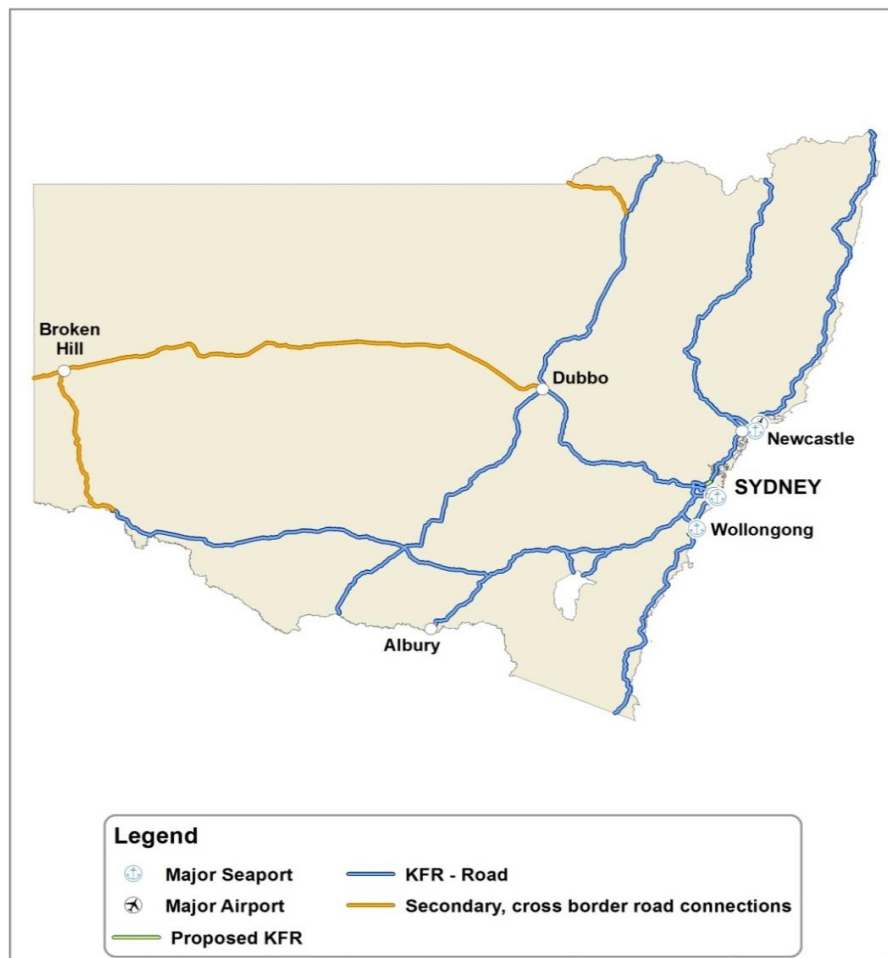 Broken
Hill
Dubbo
Newcastle
SYDNEY
Wollongong
Albury
Legend
Major Seaport
KFR - Road
Major Airport
Secondary, cross border road connections
Proposed KFR